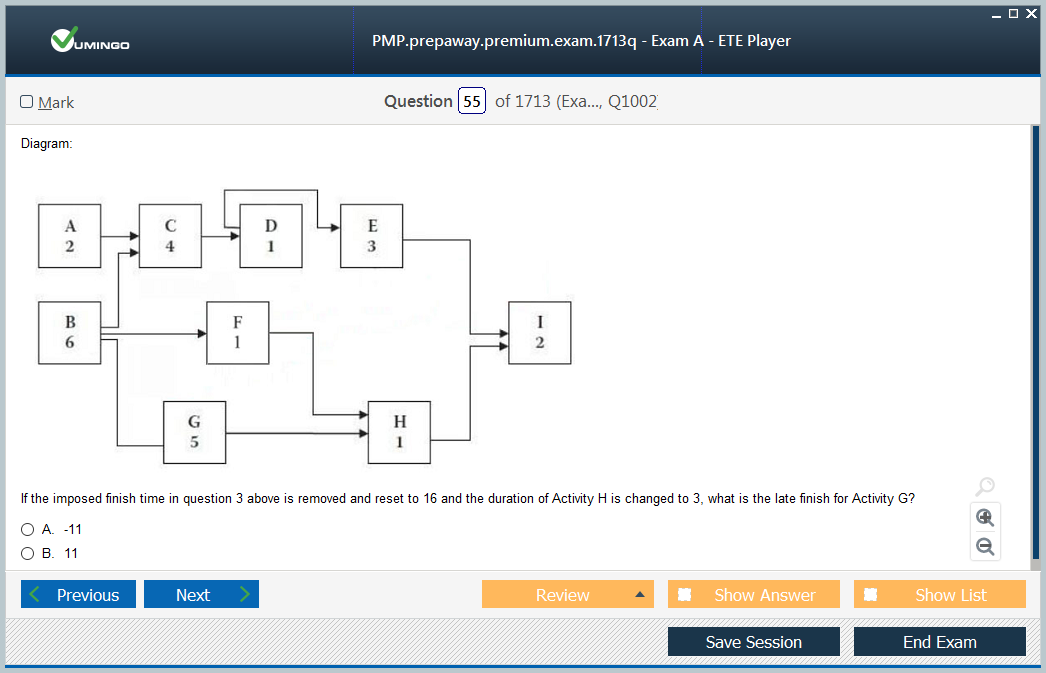 VUMINGO
PMP.prepaway.premium.exam.1713q - Exam A - ETE Player
Mark
Question 55 of 1713 (Exa..., Q1002
Diagram:
A
2
C
4
D
1
E
3
B
6
F
1
I
2
G
5
H
1
If the imposed finish time in question 3 above is removed and reset to 16 and the duration of Activity H is changed to 3, what is the late finish for Activity G?
A. -11
B. 11
Previous
Next
Review
Show Answer
Show List
Save Session
End Exam